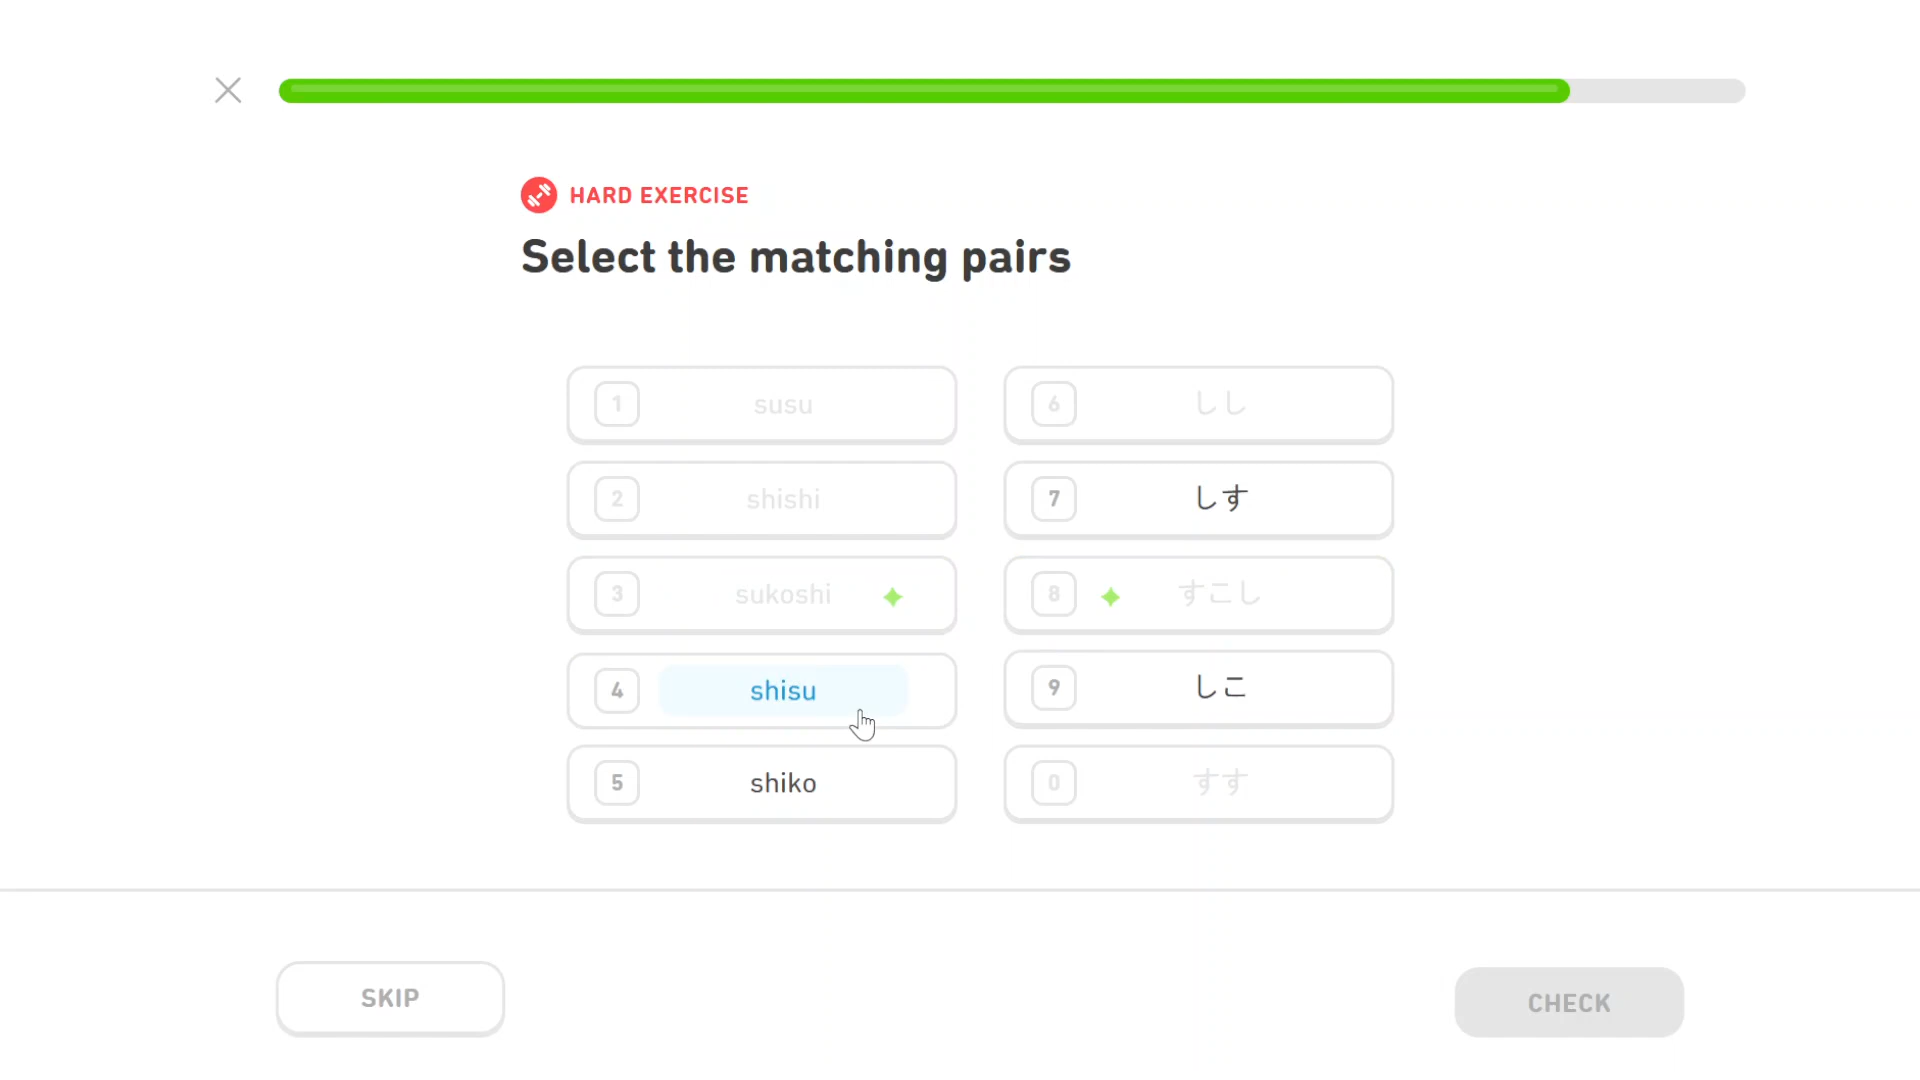 HARD EXERCISE
Select the matching pairs
1 susu
6 しし
2 shishi
7 しす
3 sukoshi
8 すこし
4 shisu
9 しこ
5 shiko
0 すす
SKIP
CHECK